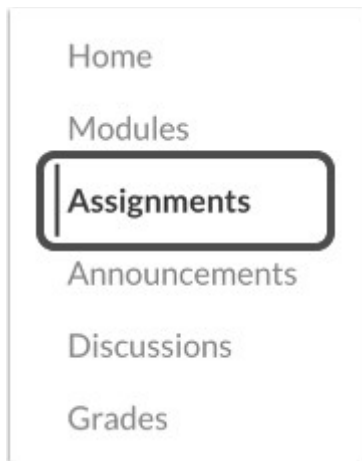 Home
Modules
Assignments
Announcements
Discussions
Grades